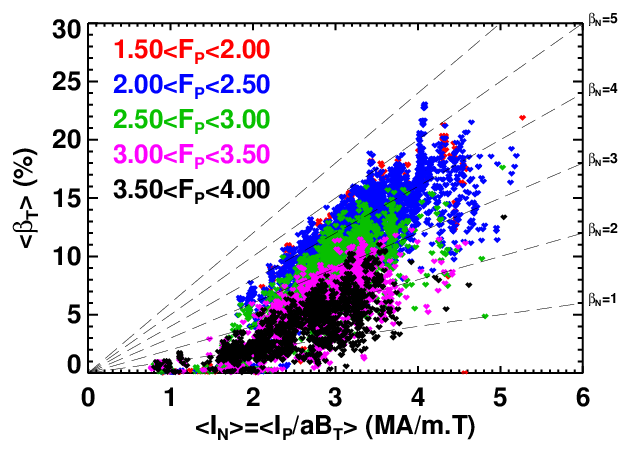 30
25
20
15
10
5
0
<β_T> (%)
1.50<F_P<2.00
2.00<F_P<2.50
2.50<F_P<3.00
3.00<F_P<3.50
3.50<F_P<4.00
β_N=5
β_N=4
β_N=3
β_N=2
β_N=1
0 1 2 3 4 5 6
<I_N>=<I_P/aB_T> (MA/m.T)